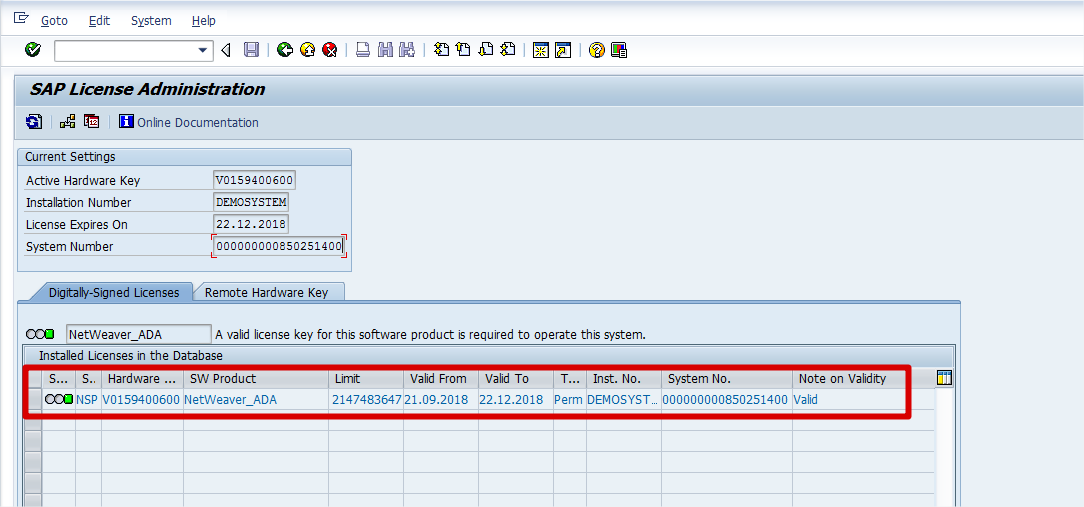 Goto Edit System Help
SAP License Administration
Online Documentation
Current Settings
Active Hardware Key V0159400600
Installation Number DEMOSYSTEM
License Expires On 22.12.2018
System Number 000000000850251400
Digitally-Signed Licenses Remote Hardware Key
NetWeaver_ADA A valid license key for this software product is required to operate this system.
Installed Licenses in the Database
S... S.. Hardware ... SW Product Limit Valid From Valid To T... Inst. No. System No. Note on Validity
NSP V0159400600 NetWeaver_ADA 2147483647 21.09.2018 22.12.2018 Perm DEMOSYST... 000000000850251400 Valid